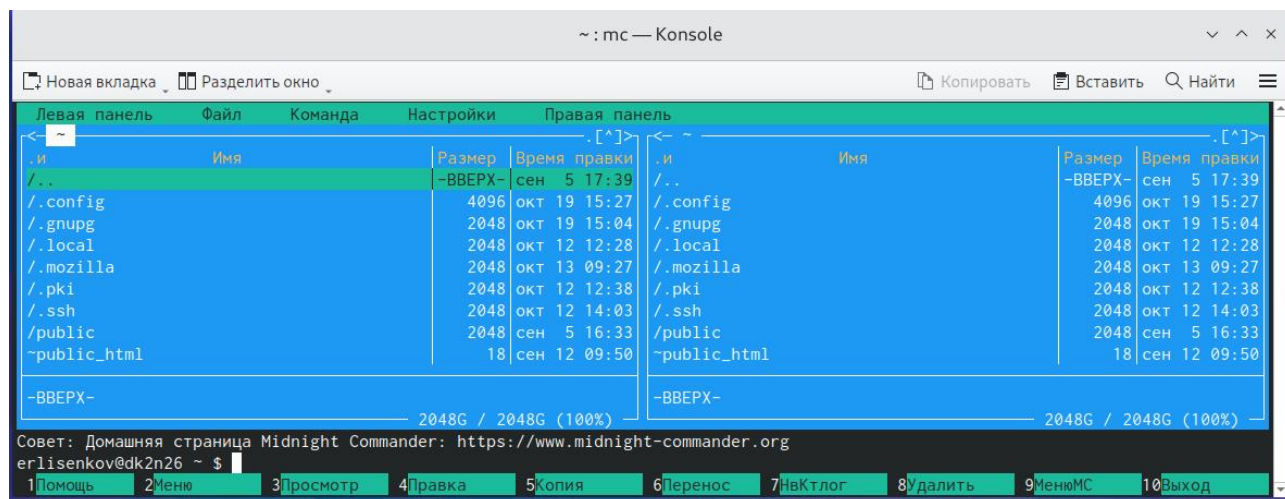 ~ : mc — Konsole
Новая вкладка Разделить окно Копировать Вставить Найти
Левая панель Файл Команда Настройки Правая панель
<— ~ .[^]> <— ~ .[^]>
.и Имя Размер Время правки .и Имя Размер Время правки
/.. -ВВЕРХ- сен 5 17:39 /.. -ВВЕРХ- сен 5 17:39
/.config 4096 окт 19 15:27 /.config 4096 окт 19 15:27
/.gnupg 2048 окт 19 15:04 /.gnupg 2048 окт 19 15:04
/.local 2048 окт 12 12:28 /.local 2048 окт 12 12:28
/.mozilla 2048 окт 13 09:27 /.mozilla 2048 окт 13 09:27
/.pki 2048 окт 12 12:38 /.pki 2048 окт 12 12:38
/.ssh 2048 окт 12 14:03 /.ssh 2048 окт 12 14:03
/public 2048 сен 5 16:33 /public 2048 сен 5 16:33
~public_html 18 сен 12 09:50 ~public_html 18 сен 12 09:50
-ВВЕРХ- -ВВЕРХ-
2048G / 2048G (100%) 2048G / 2048G (100%)
Совет: Домашняя страница Midnight Commander: https://www.midnight-commander.org
erlisenkov@dk2n26 ~ $
1Помощь 2Меню 3Просмотр 4Правка 5Копия 6Перенос 7НвКтлог 8Удалить 9МенюМС 10Выход